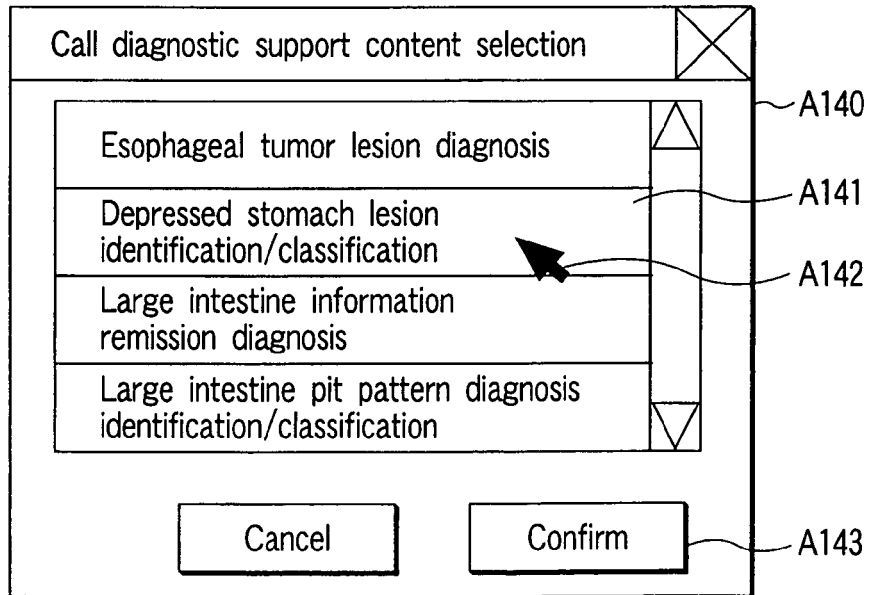 Call diagnostic support content selection
A140
Esophageal tumor lesion diagnosis
A141
Depressed stomach lesion
identification/classification
A142
Large intestine information
remission diagnosis
Large intestine pit pattern diagnosis
identification/classification
Cancel
Confirm
A143